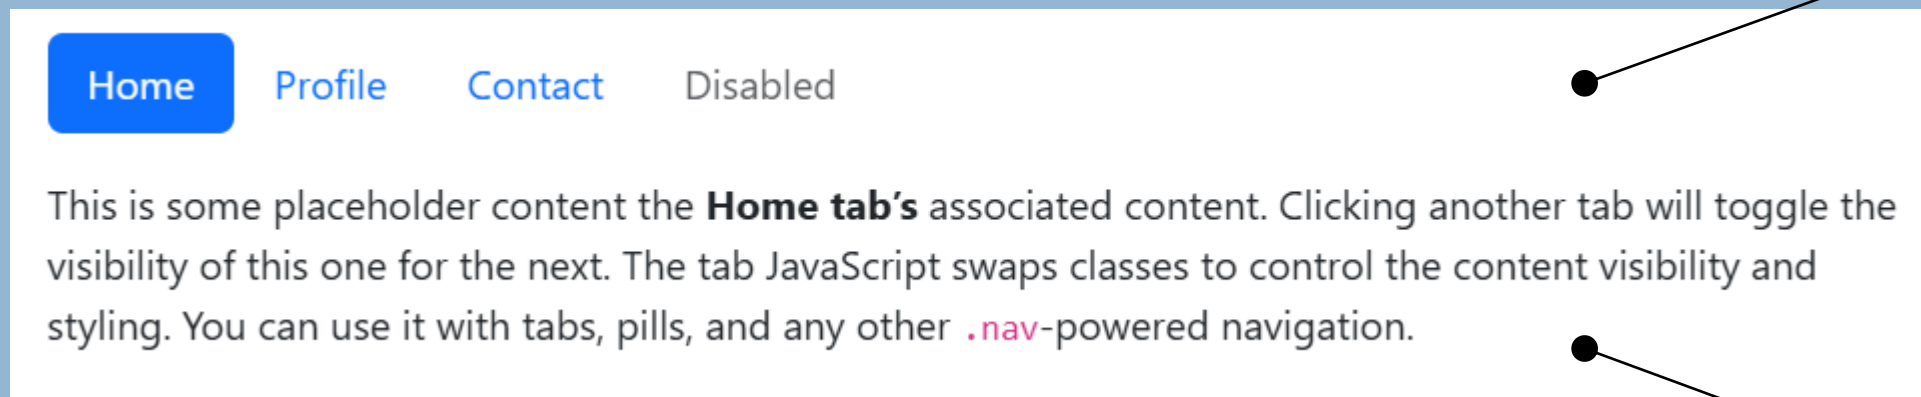 Home Profile Contact Disabled
This is some placeholder content the Home tab’s associated content. Clicking another tab will toggle the
visibility of this one for the next. The tab JavaScript swaps classes to control the content visibility and
styling. You can use it with tabs, pills, and any other .nav-powered navigation.